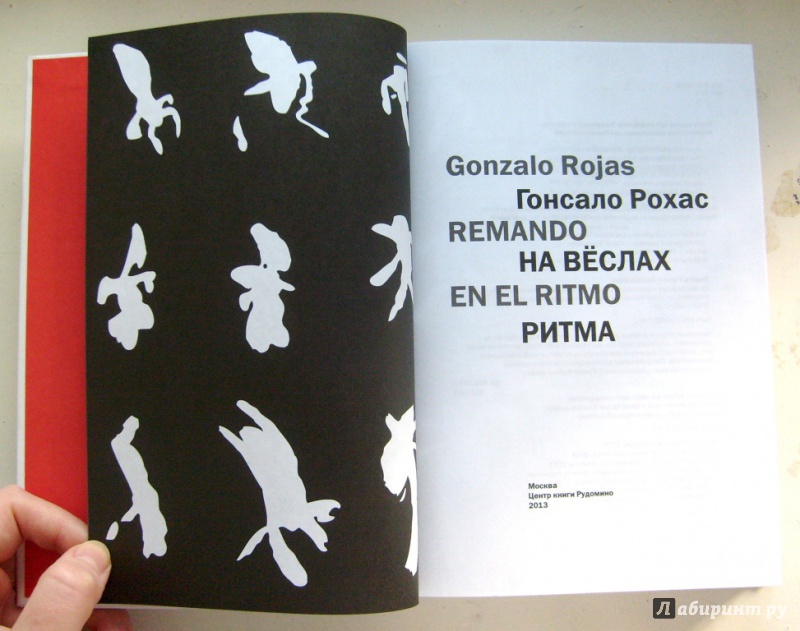 Gonzalo Rojas
Гонсало Рохас
REMANDO
НА ВЁСЛАХ
EN EL RITMO
РИТМА
Москва
Центр книги Рудомино
2013
Лабиринт.ру